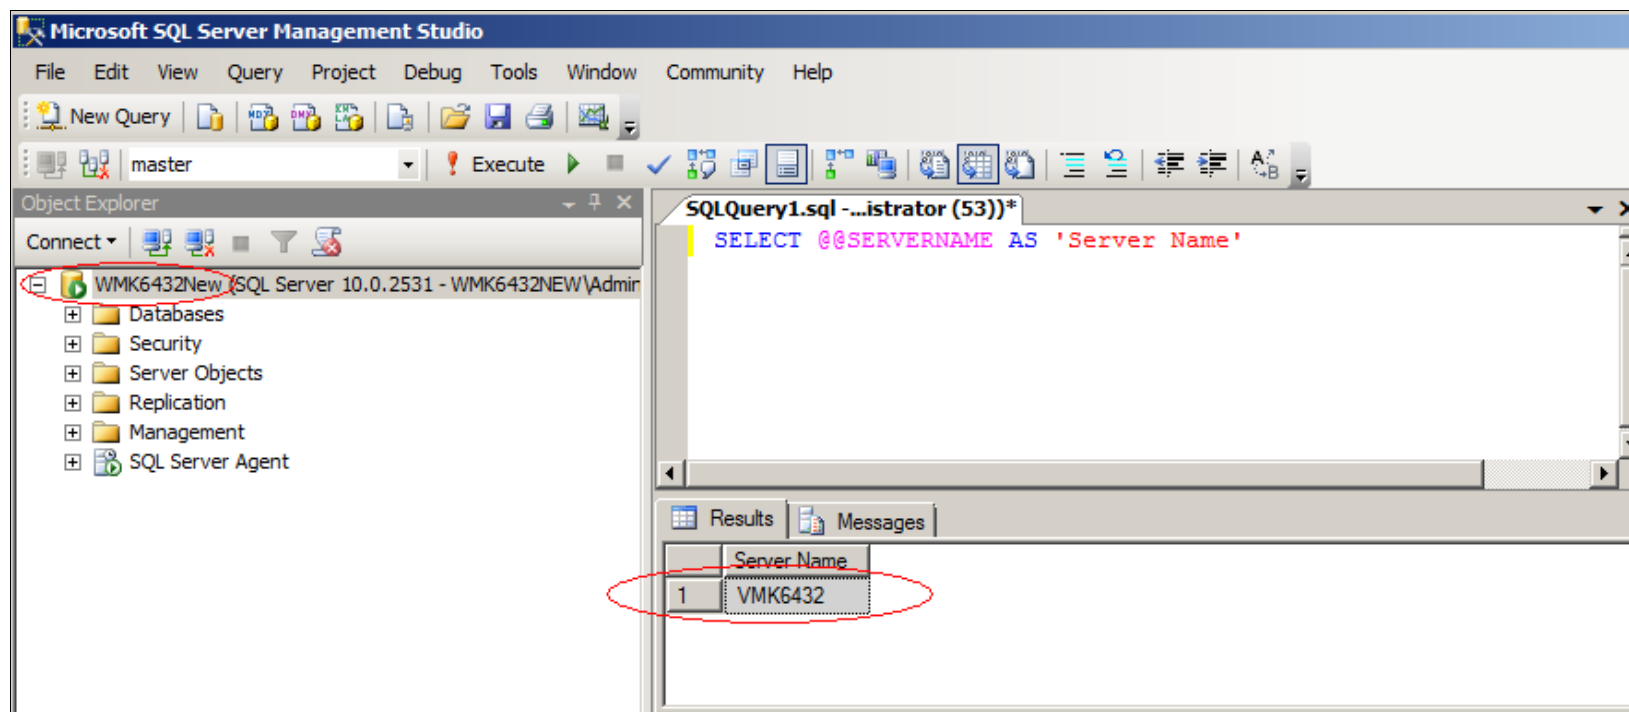 Microsoft SQL Server Management Studio
File Edit View Query Project Debug Tools Window Community Help
New Query
master Execute
Object Explorer
Connect
WMK6432New (SQL Server 10.0.2531 - WMK6432NEW\Admin
Databases
Security
Server Objects
Replication
Management
SQL Server Agent
SQLQuery1.sql -...istrator (53))*
SELECT @@SERVERNAME AS 'Server Name'
Results Messages
Server Name
1 VMK6432